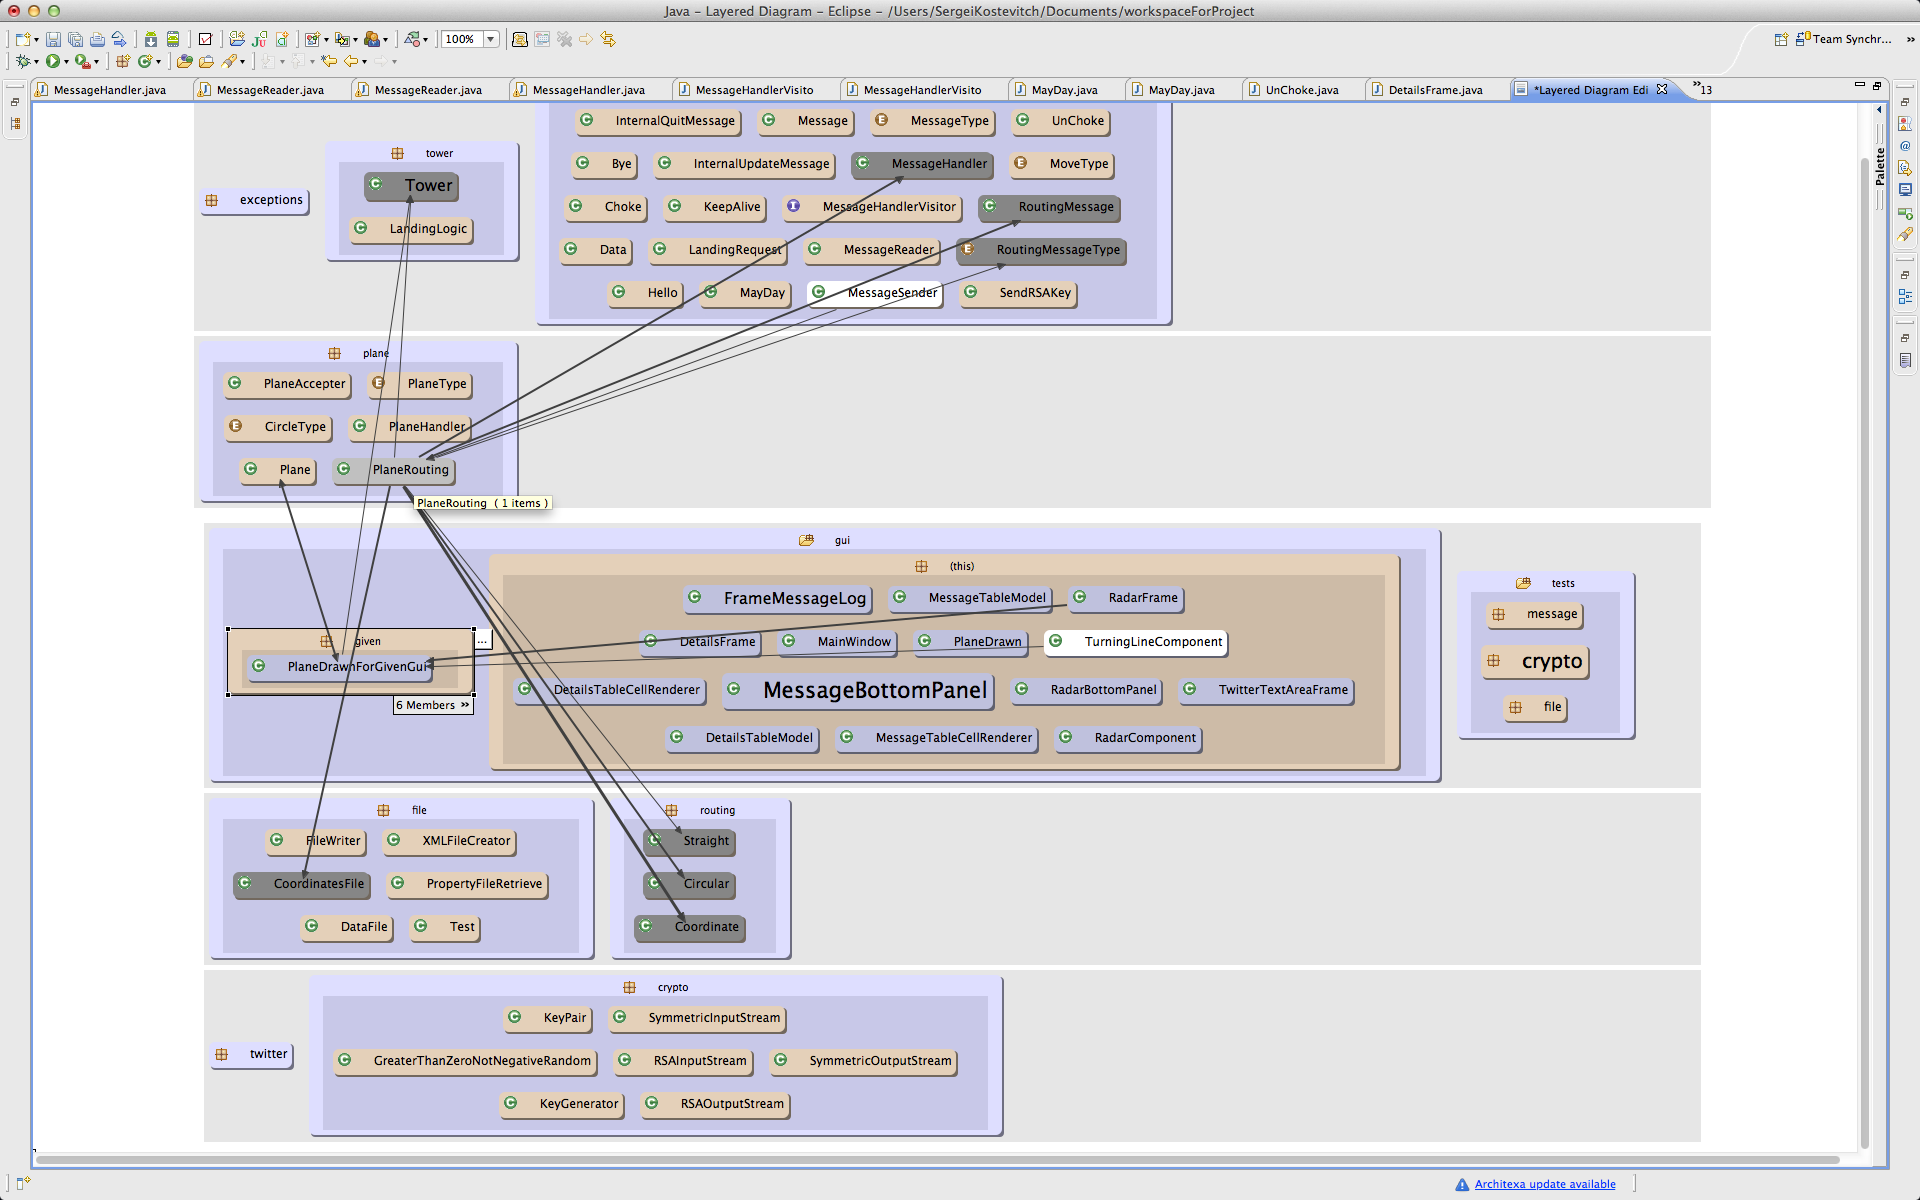 Java – Layered Diagram – Eclipse – /Users/SergeiKostevitch/Documents/workspaceForProject
100%
Team Synchr...
»
MessageHandler.java
MessageReader.java
MessageReader.java
MessageHandler.java
MessageHandlerVisito
MessageHandlerVisito
MayDay.java
MayDay.java
UnChoke.java
DetailsFrame.java
*Layered Diagram Edi
»13
Palette
InternalQuitMessage
Message
MessageType
UnChoke
Bye
InternalUpdateMessage
MessageHandler
MoveType
Choke
KeepAlive
MessageHandlerVisitor
RoutingMessage
Data
LandingRequest
MessageReader
RoutingMessageType
Hello
MayDay
MessageSender
SendRSAKey
exceptions
tower
Tower
LandingLogic
plane
PlaneAccepter
PlaneType
CircleType
PlaneHandler
Plane
PlaneRouting
PlaneRouting ( 1 items )
gui
given
PlaneDrawnForGivenGui
...
6 Members »
(this)
FrameMessageLog
MessageTableModel
RadarFrame
DetailsFrame
MainWindow
PlaneDrawn
TurningLineComponent
DetailsTableCellRenderer
MessageBottomPanel
RadarBottomPanel
TwitterTextAreaFrame
DetailsTableModel
MessageTableCellRenderer
RadarComponent
tests
message
crypto
file
file
FileWriter
XMLFileCreator
CoordinatesFile
PropertyFileRetrieve
DataFile
Test
routing
Straight
Circular
Coordinate
twitter
crypto
KeyPair
SymmetricInputStream
GreaterThanZeroNotNegativeRandom
RSAInputStream
SymmetricOutputStream
KeyGenerator
RSAOutputStream
Architexa update available